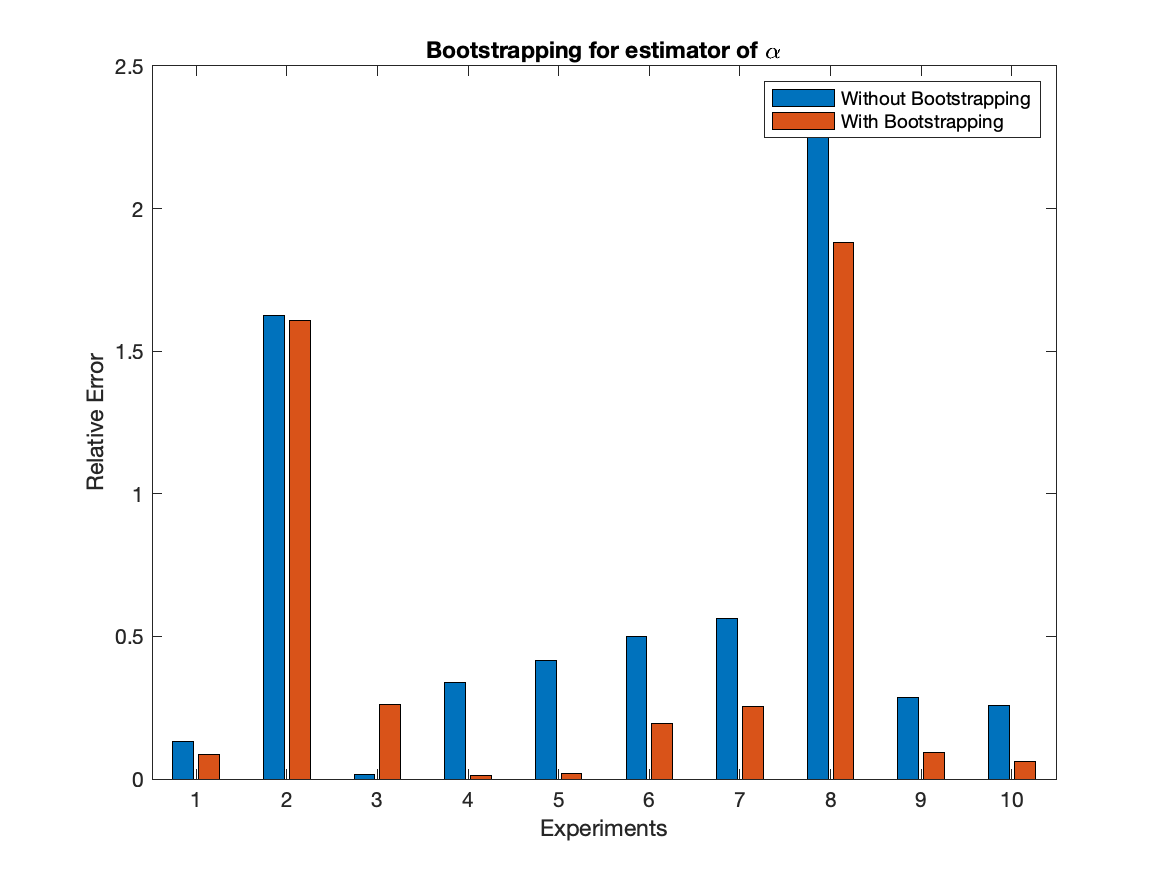 Bootstrapping for estimator of α
2.5
2
1.5
1
0.5
0
Relative Error
Without Bootstrapping
With Bootstrapping
1 2 3 4 5 6 7 8 9 10
Experiments